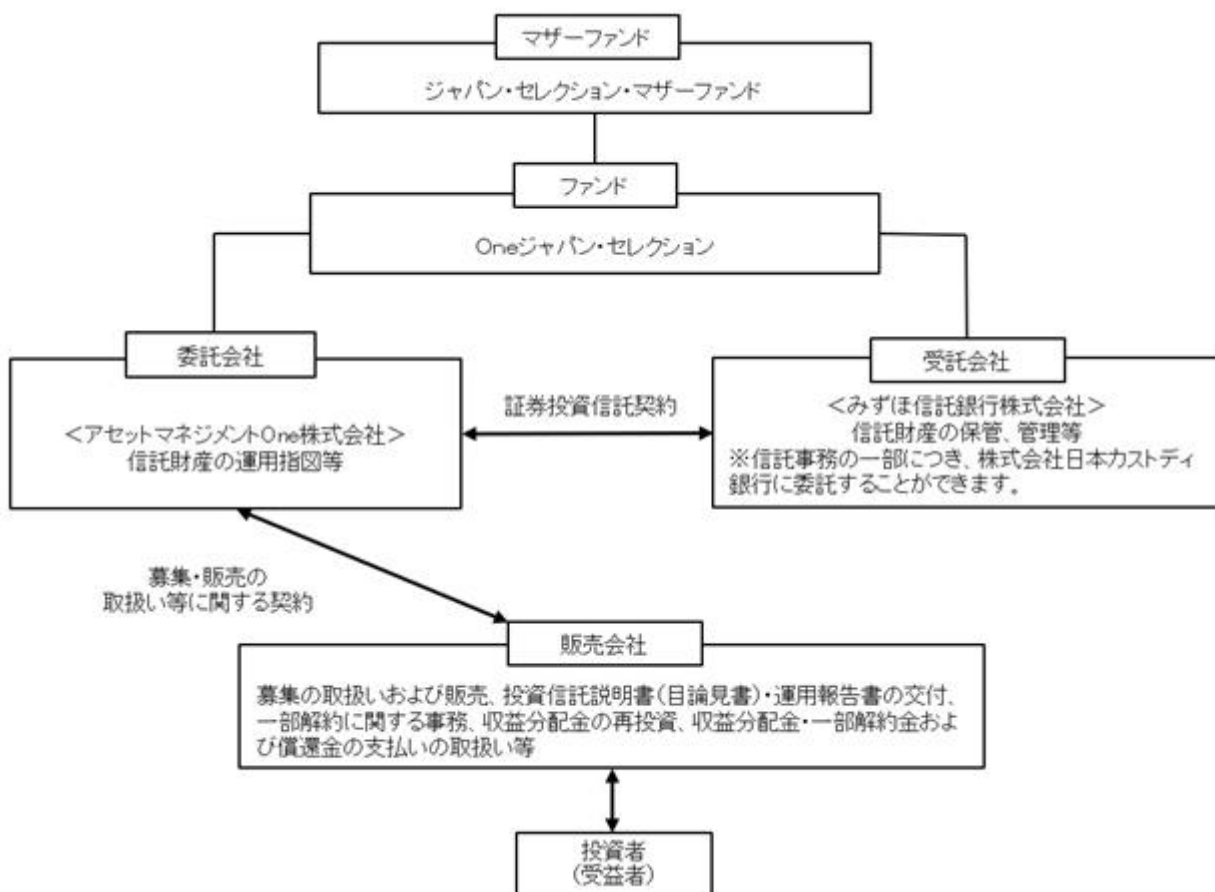 マザーファンド
ジャパン・セレクション・マザーファンド
ファンド
Oneジャパン・セレクション
委託会社
<アセットマネジメントOne株式会社>
信託財産の運用指図等
証券投資信託契約
受託会社
<みずほ信託銀行株式会社>
信託財産の保管、管理等
※信託事務の一部につき、株式会社日本カストディ
銀行に委託することができます。
募集・販売の
取扱い等に関する契約
販売会社
募集の取扱いおよび販売、投資信託説明書(目論見書)・運用報告書の交付、
一部解約に関する事務、収益分配金の再投資、収益分配金・一部解約金およ
び償還金の支払いの取扱い等
投資者
(受益者)